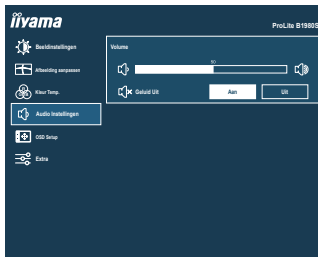 iiyama
ProLite B1980S
Beeldinstellingen
Afbeelding aanpassen
Kleur Temp.
Audio Instellingen
OSD Setup
Extra
Volume
50
Geluid Uit
Aan
Uit